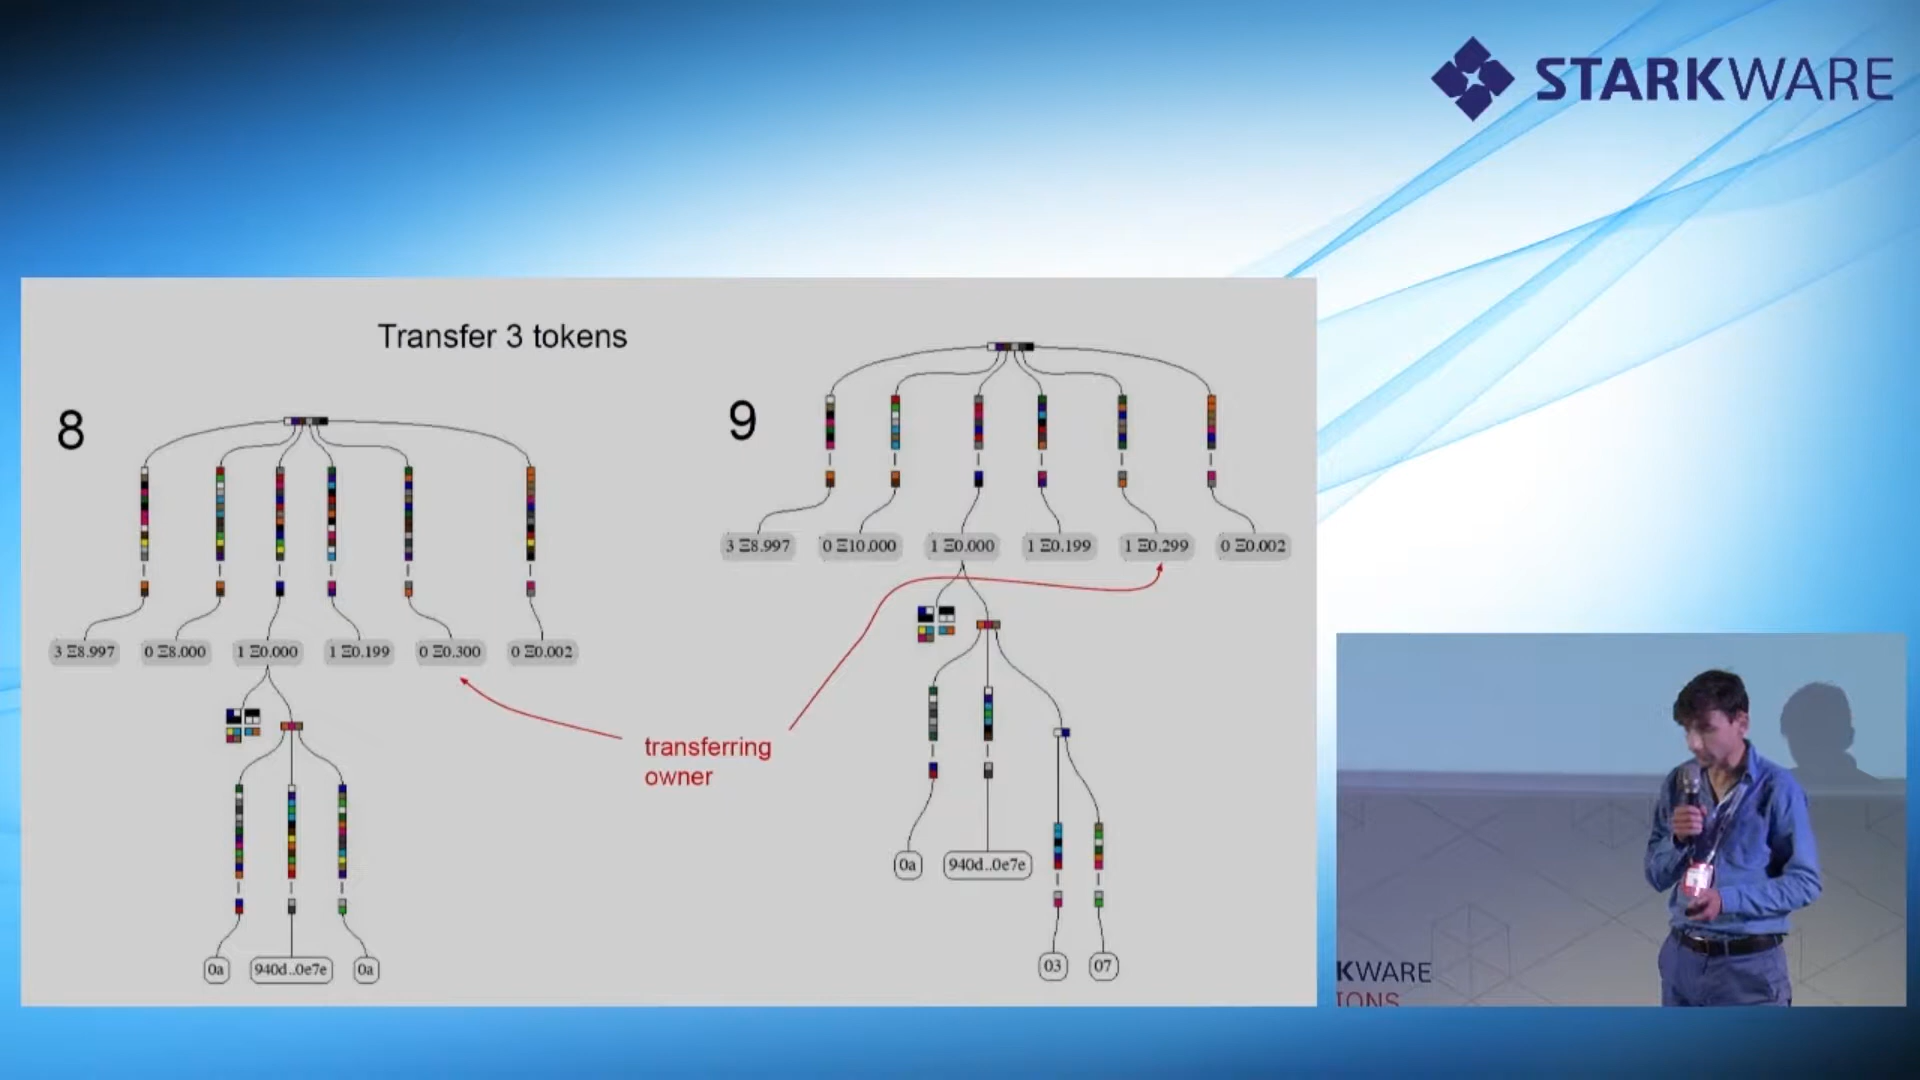 STARKWARE
Transfer 3 tokens
8
3 Ξ8.997
0 Ξ8.000
1 Ξ0.000
1 Ξ0.199
0 Ξ0.300
0 Ξ0.002
0a
940d..0e7e
0a
transferring
owner
9
3 Ξ8.997
0 Ξ10.000
1 Ξ0.000
1 Ξ0.199
1 Ξ0.299
0 Ξ0.002
0a
940d..0e7e
03
07
KWARE
IONS